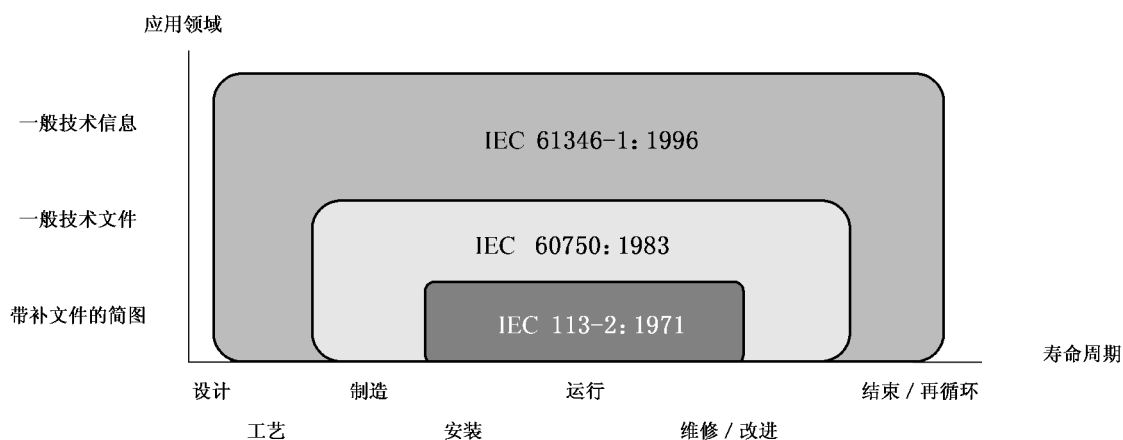 应用领域
一般技术信息
IEC 61346-1:1996
一般技术文件
IEC 60750:1983
带补文件的简图
IEC 113-2:1971
寿命周期
设计 制造 运行 结束/再循环
工艺 安装 维修/改进